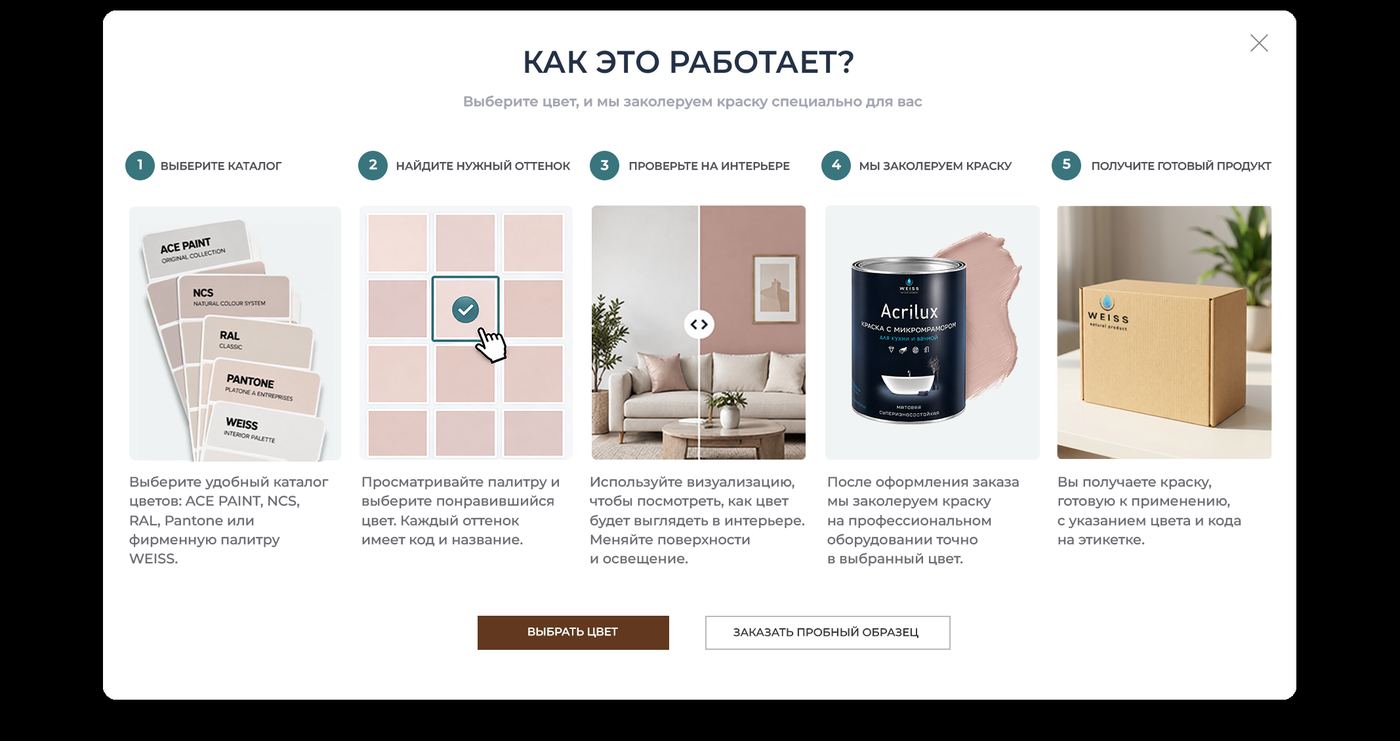 КАК ЭТО РАБОТАЕТ?
Выберите цвет, и мы заколеруем краску специально для вас
1 ВЫБЕРИТЕ КАТАЛОГ
2 НАЙДИТЕ НУЖНЫЙ ОТТЕНОК
3 ПРОВЕРЬТЕ НА ИНТЕРЬЕРЕ
4 МЫ ЗАКОЛЕРУЕМ КРАСКУ
5 ПОЛУЧИТЕ ГОТОВЫЙ ПРОДУКТ
ACE PAINT
ORIGINAL COLLECTION
NCS
NATURAL COLOUR SYSTEM
RAL
CLASSIC
PANTONE
PLATONE A ENTREPRISES
WEISS
INTERIOR PALETTE
WEISS
Acrilux
КРАСКА С МИКРОМРАМОРОМ
ДЛЯ КУХНИ И ВАННОЙ
МАТОВАЯ
СУПЕРИЗНОСОСТОЙКАЯ
WEISS
natural product
Выберите удобный каталог
цветов: ACE PAINT, NCS,
RAL, Pantone или
фирменную палитру
WEISS.
Просматривайте палитру и
выберите понравившийся
цвет. Каждый оттенок
имеет код и название.
Используйте визуализацию,
чтобы посмотреть, как цвет
будет выглядеть в интерьере.
Меняйте поверхности
и освещение.
После оформления заказа
мы заколеруем краску
на профессиональном
оборудовании точно
в выбранный цвет.
Вы получаете краску,
готовую к применению,
с указанием цвета и кода
на этикетке.
ВЫБРАТЬ ЦВЕТ
ЗАКАЗАТЬ ПРОБНЫЙ ОБРАЗЕЦ